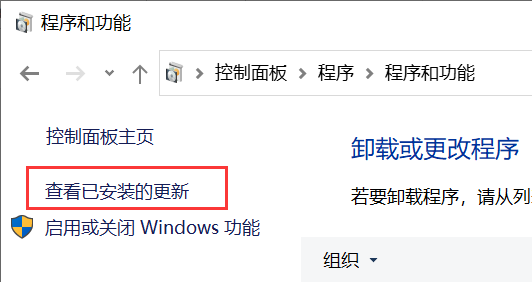 程序和功能
控制面板 程序 程序和功能
控制面板主页
查看已安装的更新
启用或关闭 Windows 功能
卸载或更改程序
若要卸载程序，请从列
组织